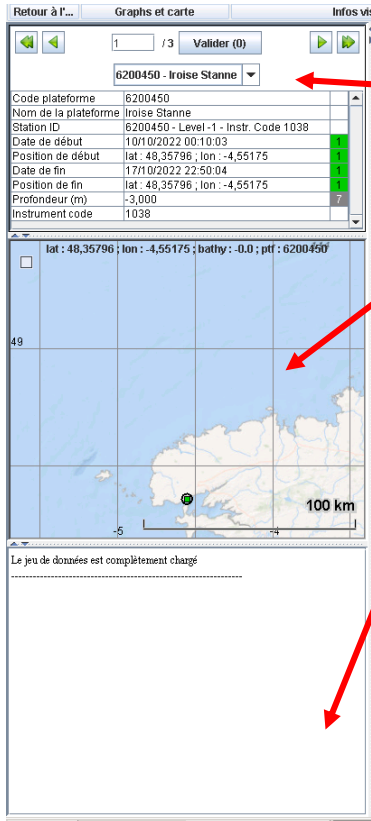 Retour à l'... Graphs et carte Infos vis
1 / 3 Valider (0)
6200450 - Iroise Stanne
Code plateforme 6200450
Nom de la plateforme Iroise Stanne
Station ID 6200450 - Level -1 - Instr. Code 1038
Date de début 10/10/2022 00:10:03 1
Position de début lat : 48,35796 ; lon : -4,55175 1
Date de fin 17/10/2022 22:50:04 1
Position de fin lat : 48,35796 ; lon : -4,55175 1
Profondeur (m) -3,000 7
Instrument code 1038
lat : 48,35796 ; lon : -4,55175 ; bathy : -0.0 ; ptf : 6200450
49
100 km
-5 -4
Le jeu de données est complètement chargé
----------------------------------------------------------------